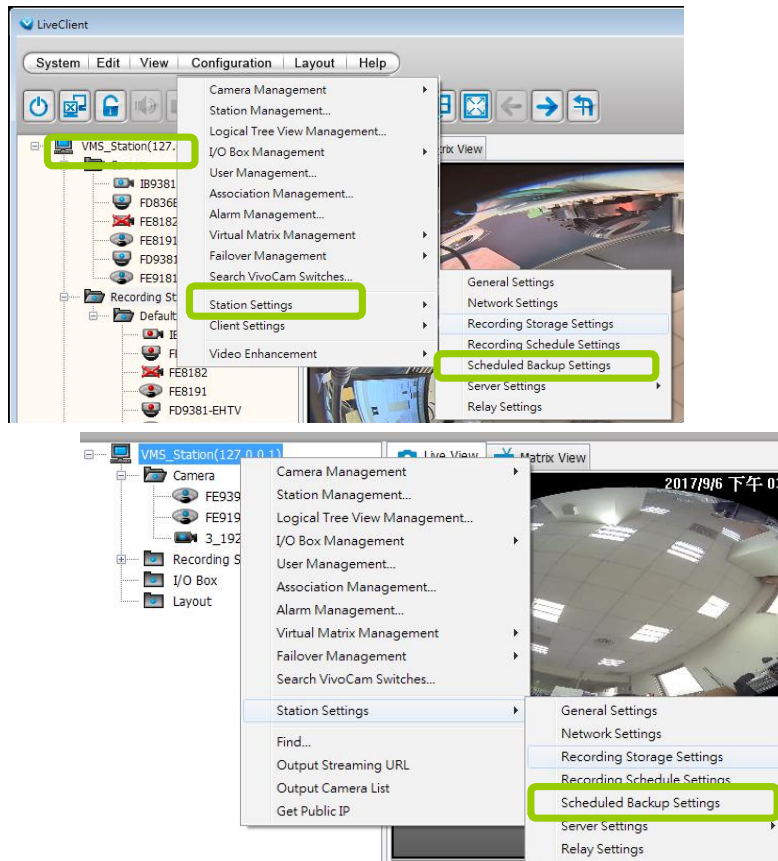 LiveClient
System Edit View Configuration Layout Help
Camera Management
Station Management...
Logical Tree View Management...
I/O Box Management
User Management...
Association Management...
Alarm Management...
Virtual Matrix Management
Failover Management
Search VivoCam Switches...
Station Settings
Client Settings
Video Enhancement
General Settings
Network Settings
Recording Storage Settings
Recording Schedule Settings
Scheduled Backup Settings
Server Settings
Relay Settings
VMS_Station(127.
IB9381
FD836
FE8182
FE8191
FD9381
FE9181
Recording St
Default
FE8182
FE8191
FD9381-EHTV
trix View
VMS_Station(127.0.0.1)
Camera
FE939
FE919
3_192
Recording S
I/O Box
Layout
Live View Matrix View
2017/9/6 下午 03
Camera Management
Station Management...
Logical Tree View Management...
I/O Box Management
User Management...
Association Management...
Alarm Management...
Virtual Matrix Management
Failover Management
Search VivoCam Switches...
Station Settings
Find...
Output Streaming URL
Output Camera List
Get Public IP
General Settings
Network Settings
Recording Storage Settings
Recording Schedule Settings
Scheduled Backup Settings
Server Settings
Relay Settings